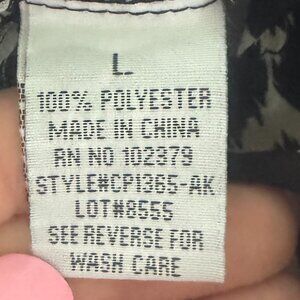 L
100% POLYESTER
MADE IN CHINA
RN NO 102379
STYLE#CP1365-AK
LOT#8555
SEE REVERSE FOR
WASH CARE